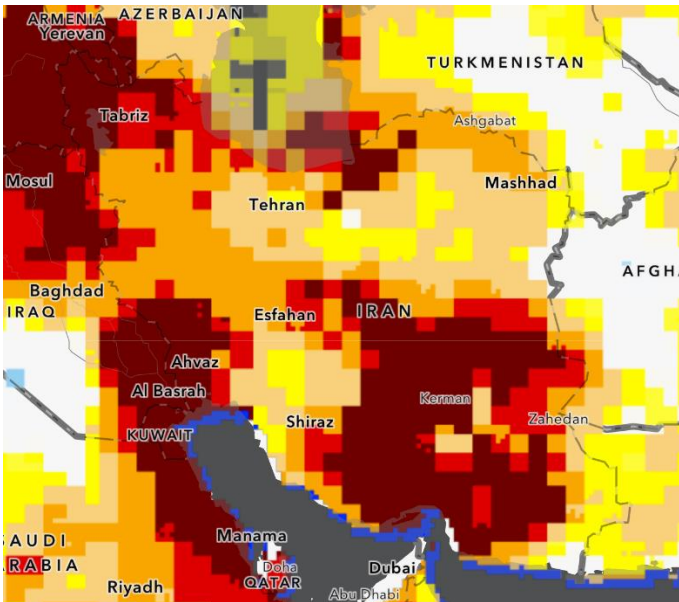 ARMENIA
AZERBAIJAN
Yerevan
TURKMENISTAN
Tabriz
Ashgabat
Mosul
Mashhad
Tehran
Baghdad
AFGHA
IRAQ
Esfahan
IRAN
Ahvaz
Al Basrah
Kerman
Shiraz
Zahedan
KUWAIT
SAUDI
Manama
ARABIA
Doha
Dubai
QATAR
Riyadh
Abu Dhabi